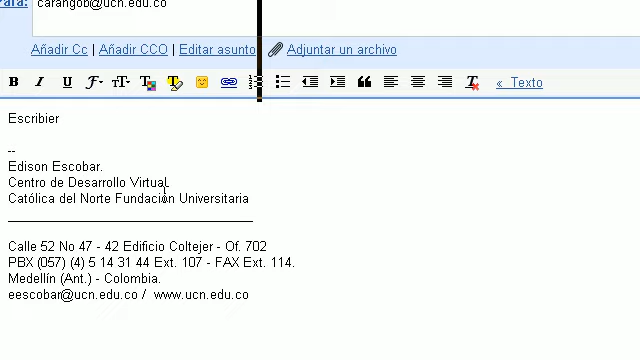 Para: carangob@ucn.edu.co
Añadir Cc | Añadir CCO | Editar asunto Adjuntar un archivo
B I U F T T T « Texto
Escribier
--
Edison Escobar.
Centro de Desarrollo Virtual.
Católica del Norte Fundación Universitaria
Calle 52 No 47 - 42 Edificio Coltejer - Of. 702
PBX (057) (4) 5 14 31 44 Ext. 107 - FAX Ext. 114.
Medellín (Ant.) - Colombia.
eescobar@ucn.edu.co / www.ucn.edu.co